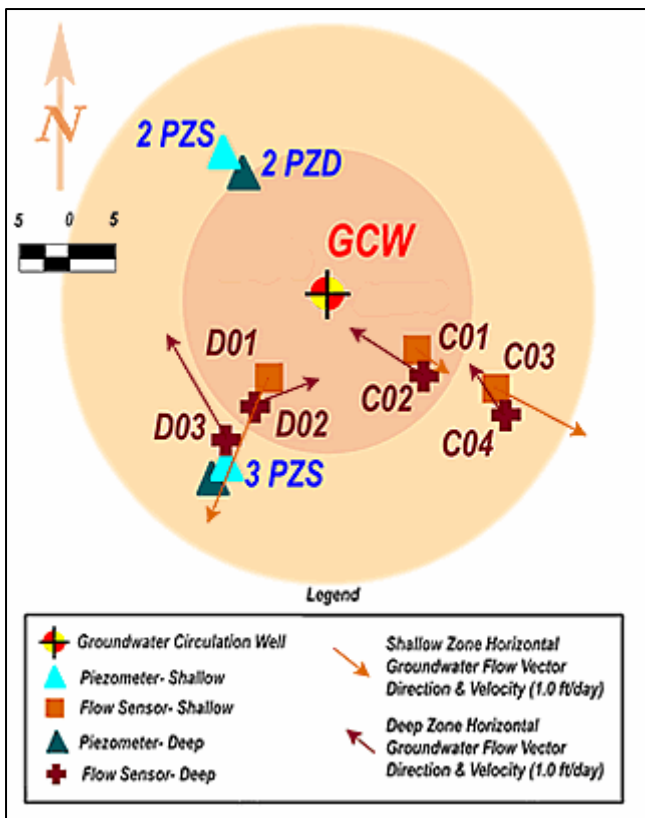 N
2 PZS
2 PZD
5 0 5
GCW
D01
C01
C03
D02
C02
D03
C04
3 PZS
Legend
Groundwater Circulation Well
Piezometer- Shallow
Flow Sensor- Shallow
Piezometer- Deep
Flow Sensor- Deep
Shallow Zone Horizontal
Groundwater Flow Vector
Direction & Velocity (1.0 ft/day)
Deep Zone Horizontal
Groundwater Flow Vector
Direction & Velocity (1.0 ft/day)